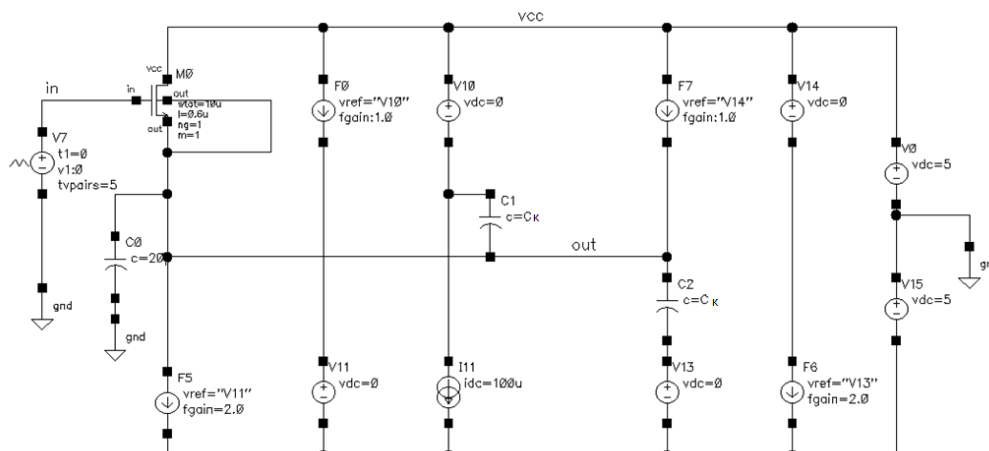 vcc
vcc
M0
in
in
out
wtot=10u
l=0.6u
ng=1
m=1
out
F0
vref="V10"
fgain:1.0
V10
vdc=0
F7
vref="V14"
fgain:1.0
V14
vdc=0
V7
t1=0
v1:0
tvpairs=5
V0
vdc=5
C1
c=Cк
C0
c=20
out
C2
c=Cк
gnd
gnd
V15
vdc=5
F5
vref="V11"
fgain=2.0
V11
vdc=0
I11
idc=100u
V13
vdc=0
F6
vref="V13"
fgain=2.0